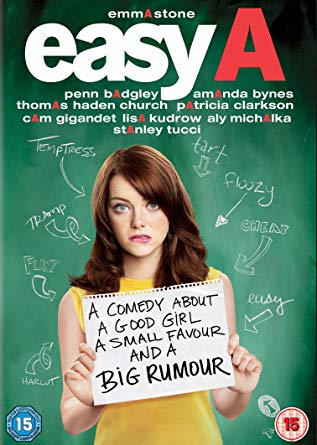 emmAstone
easyA
penn bAdgley amAnda bynes
thomAs haden church pAtricia clarkson
cAm gigandet lisA kudrow aly michAlka
stAnley tucci
TEMPTRESS
tart
floozy
TRAMP
CHEAP
FLIRT
easy
HARLOT
A COMEDY ABOUT
A GOOD GIRL
A SMALL FAVOUR
AND A
BIG RUMOUR
15
15